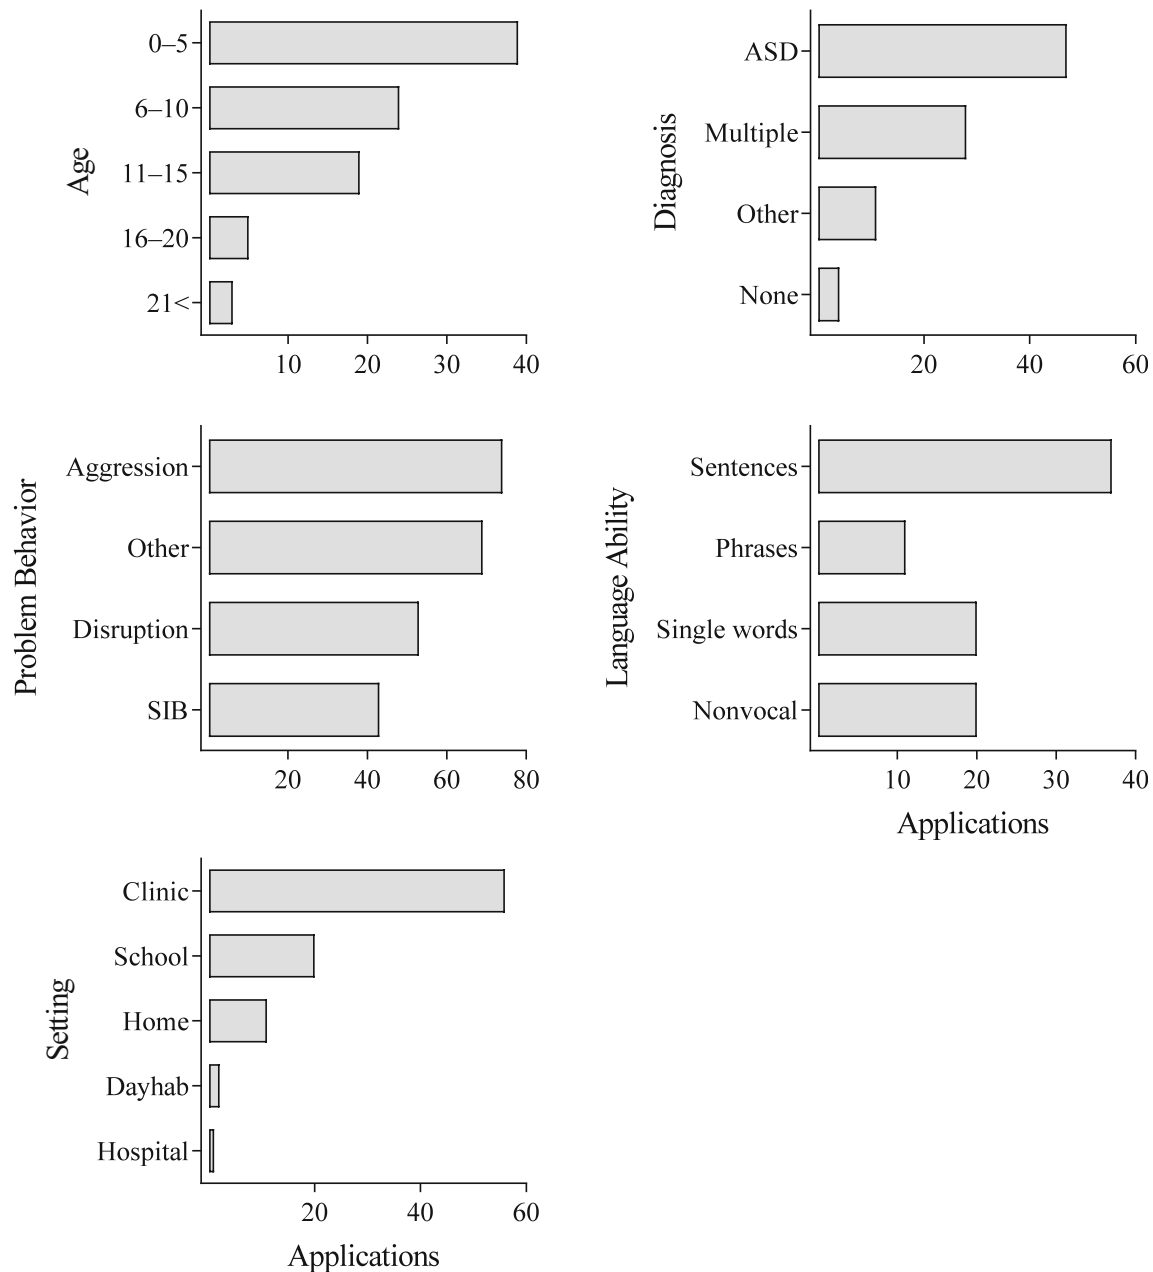 Age
0–5
6–10
11–15
16–20
21<
10 20 30 40
Diagnosis
ASD
Multiple
Other
None
20 40 60
Problem Behavior
Aggression
Other
Disruption
SIB
20 40 60 80
Language Ability
Sentences
Phrases
Single words
Nonvocal
10 20 30 40
Applications
Setting
Clinic
School
Home
Dayhab
Hospital
20 40 60
Applications